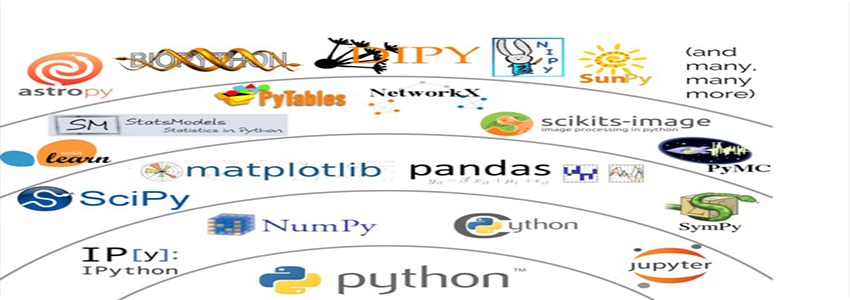 astropy
BIOPYTHON
DIPY
NIPY
SunPy
(and
many,
many
more)
PyTables
NetworkX
SM StatsModels
Statistics in Python
scikits-image
image processing in python
learn
matplotlib
pandas
PyMC
SciPy
NumPy
Cython
SymPy
IP[y]:
IPython
python™
jupyter